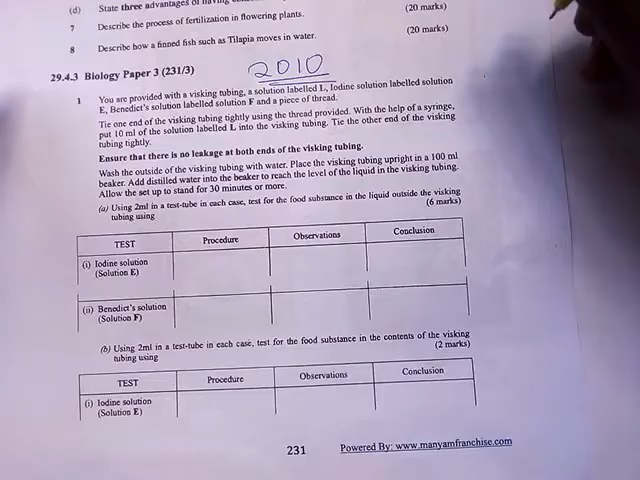 (d) State three advantages of having
(20 marks)
7 Describe the process of fertilization in flowering plants.
(20 marks)
8 Describe how a finned fish such as Tilapia moves in water.
29.4.3 Biology Paper 3 (231/3)
2010
1 You are provided with a visking tubing, a solution labelled L, Iodine solution labelled solution
E, Benedict's solution labelled solution F and a piece of thread.
Tie one end of the visking tubing tightly using the thread provided. With the help of a syringe,
put 10 ml of the solution labelled L into the visking tubing. Tie the other end of the visking
tubing tightly.
Ensure that there is no leakage at both ends of the visking tubing.
Wash the outside of the visking tubing with water. Place the visking tubing upright in a 100 ml
beaker. Add distilled water into the beaker to reach the level of the liquid in the visking tubing.
Allow the set up to stand for 30 minutes or more.
(a) Using 2ml in a test-tube in each case, test for the food substance in the liquid outside the visking
tubing using (6 marks)
TEST Procedure Observations Conclusion
(i) Iodine solution
(Solution E)
(ii) Benedict's solution
(Solution F)
(b) Using 2ml in a test-tube in each case, test for the food substance in the contents of the visking
tubing using (2 marks)
TEST Procedure Observations Conclusion
(i) Iodine solution
(Solution E)
231 Powered By: www.manyamfranchise.com